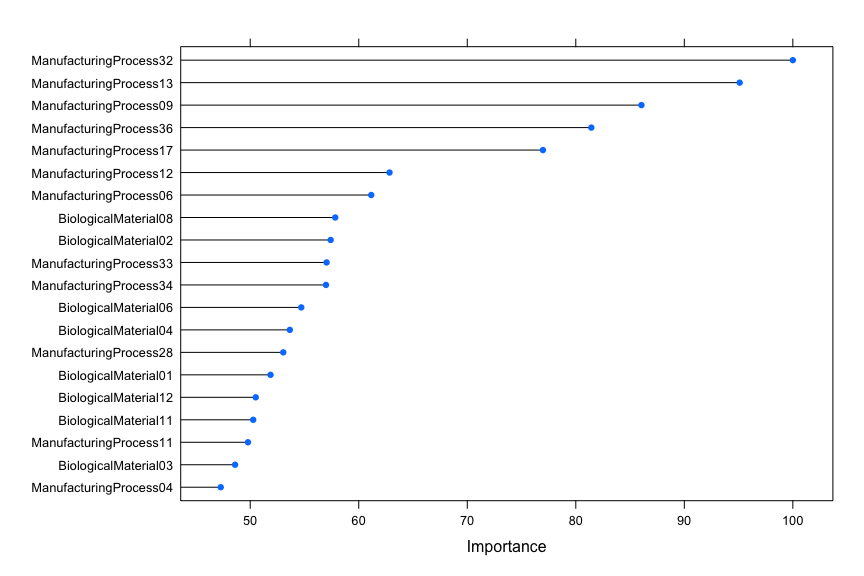 ManufacturingProcess32
ManufacturingProcess13
ManufacturingProcess09
ManufacturingProcess36
ManufacturingProcess17
ManufacturingProcess12
ManufacturingProcess06
BiologicalMaterial08
BiologicalMaterial02
ManufacturingProcess33
ManufacturingProcess34
BiologicalMaterial06
BiologicalMaterial04
ManufacturingProcess28
BiologicalMaterial01
BiologicalMaterial12
BiologicalMaterial11
ManufacturingProcess11
BiologicalMaterial03
ManufacturingProcess04
50 60 70 80 90 100
Importance